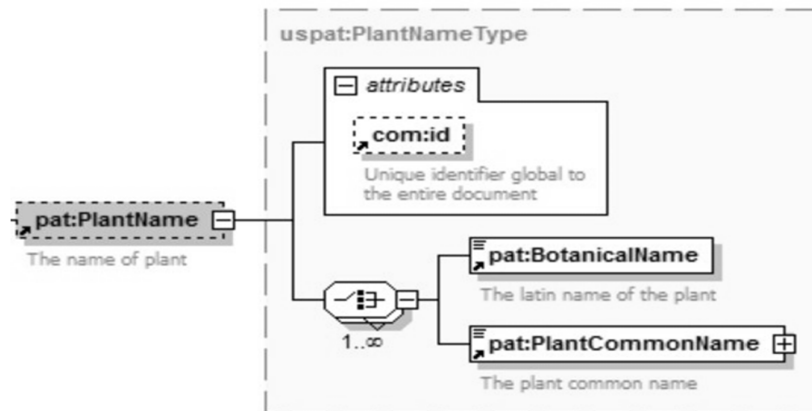 uspat:PlantNameType
attributes
com:id
Unique identifier global to
the entire document
pat:PlantName
The name of plant
pat:BotanicalName
The latin name of the plant
1..∞
pat:PlantCommonName
The plant common name